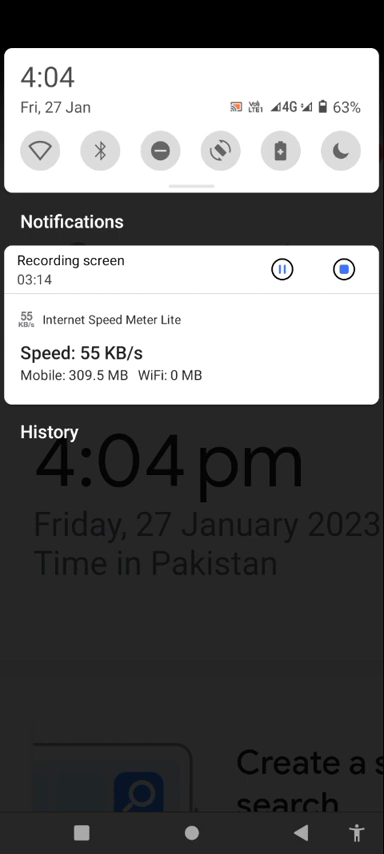 4:04
Fri, 27 Jan
Vo) LTE1 4G 63%
Notifications
Recording screen
03:14
55 KB/s Internet Speed Meter Lite
Speed: 55 KB/s
Mobile: 309.5 MB WiFi: 0 MB
History
4:04 pm
Friday, 27 January 2023
Time in Pakistan
Create a s
search